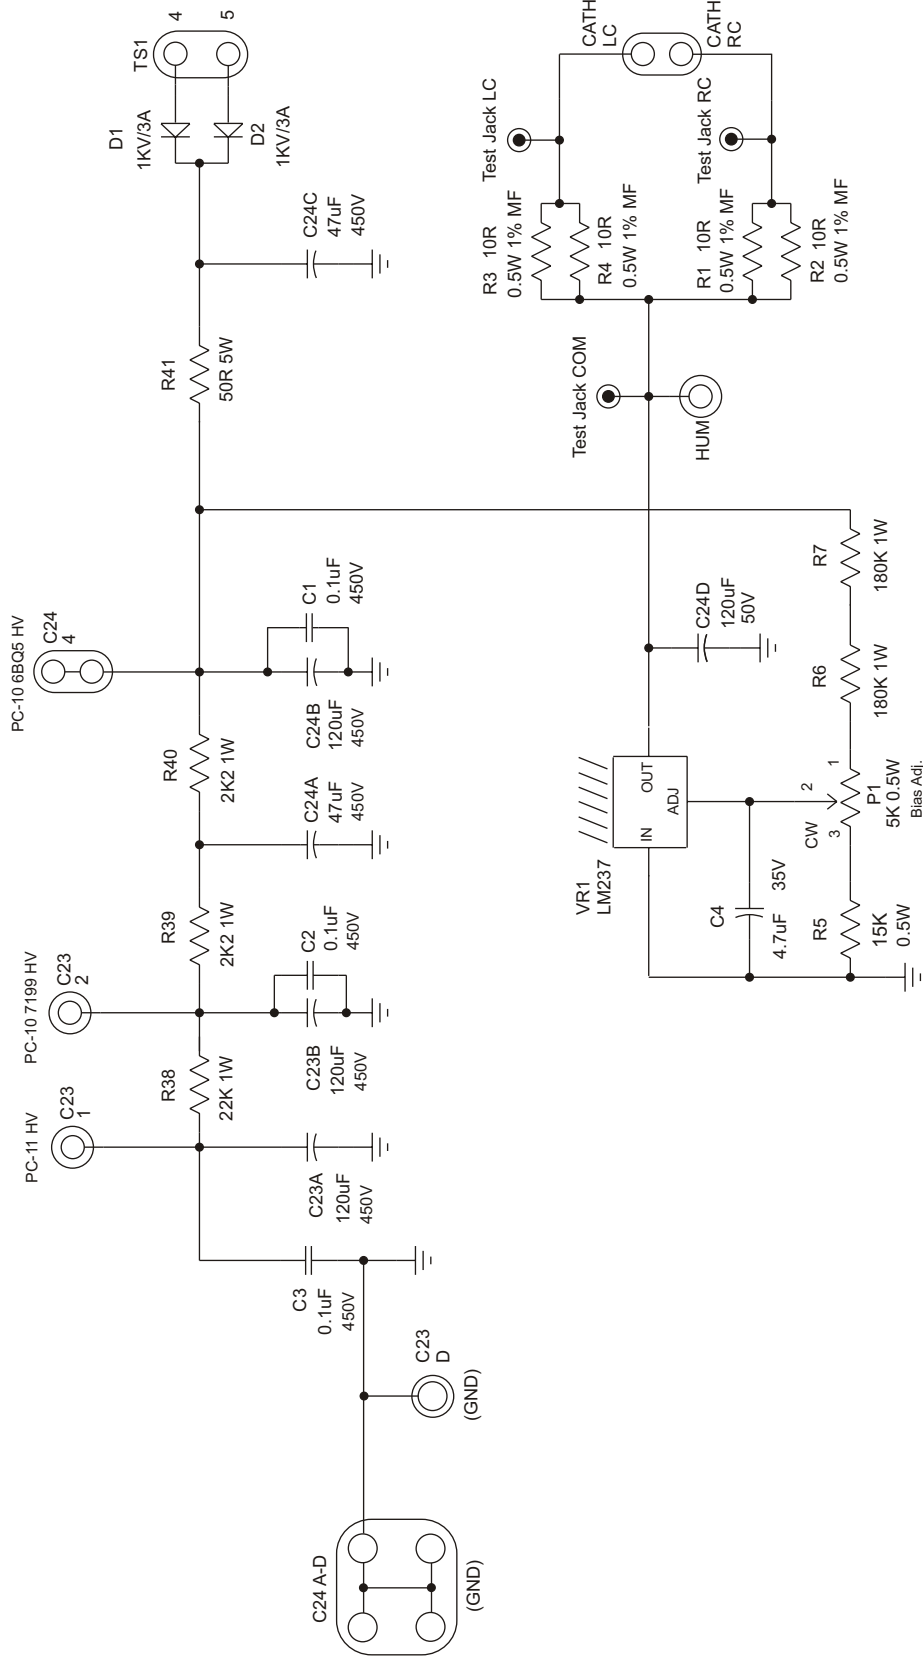 4
5
TS1
D1
1KV/3A
D2
1KV/3A
C24C
47uF
450V
R41
50R 5W
PC-10 6BQ5 HV
C24
4
C1
0.1uF
450V
C24B
120uF
450V
R40
2K2 1W
C24A
47uF
450V
R39
2K2 1W
PC-10 7199 HV
C23
2
C2
0.1uF
450V
C23B
120uF
450V
R38
22K 1W
PC-11 HV
C23
1
C23A
120uF
450V
C3
0.1uF
450V
C23
D
(GND)
C24 A-D
(GND)
CATH
LC
CATH
RC
Test Jack LC
Test Jack RC
R3 10R
0.5W 1% MF
R4 10R
0.5W 1% MF
R1 10R
0.5W 1% MF
R2 10R
0.5W 1% MF
Test Jack COM
HUM
C24D
120uF
50V
VR1
LM237
IN
OUT
ADJ
C4
4.7uF
35V
R7
180K 1W
R6
180K 1W
1
2
CW
3
P1
5K 0.5W
Bias Adj.
R5
15K
0.5W